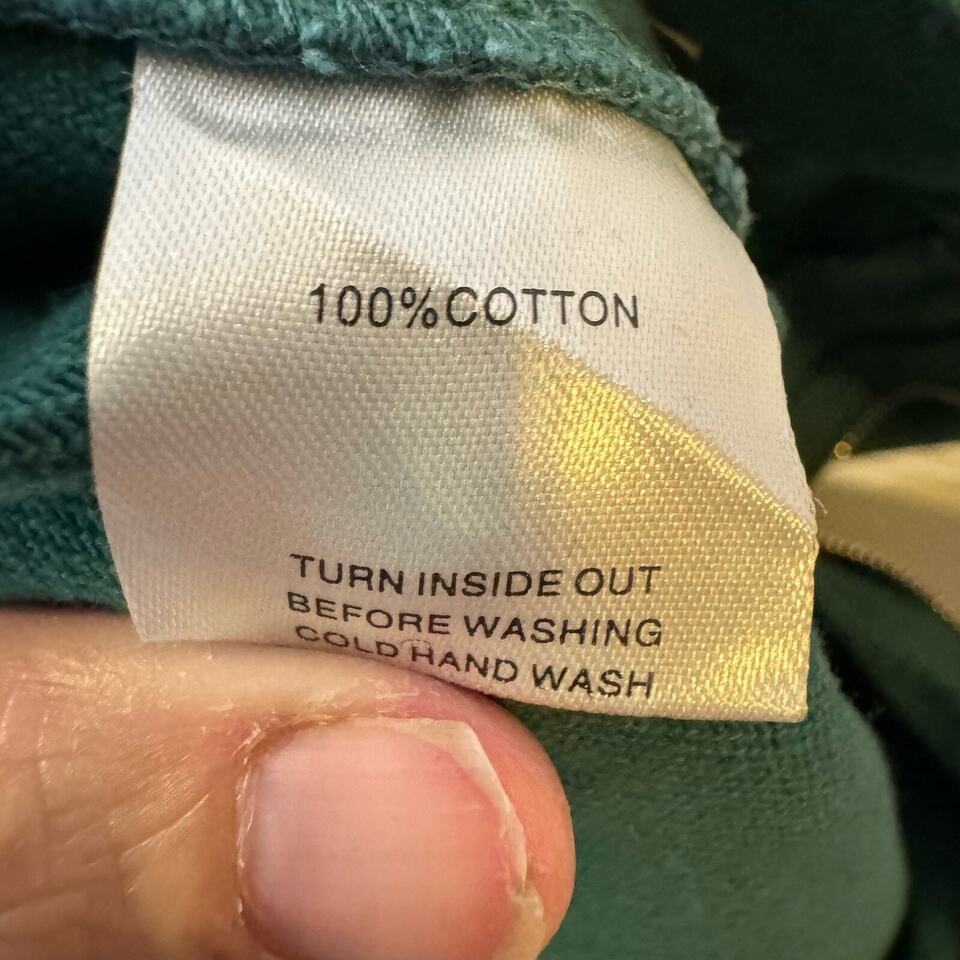 100%COTTON
TURN INSIDE OUT
BEFORE WASHING
COLD HAND WASH